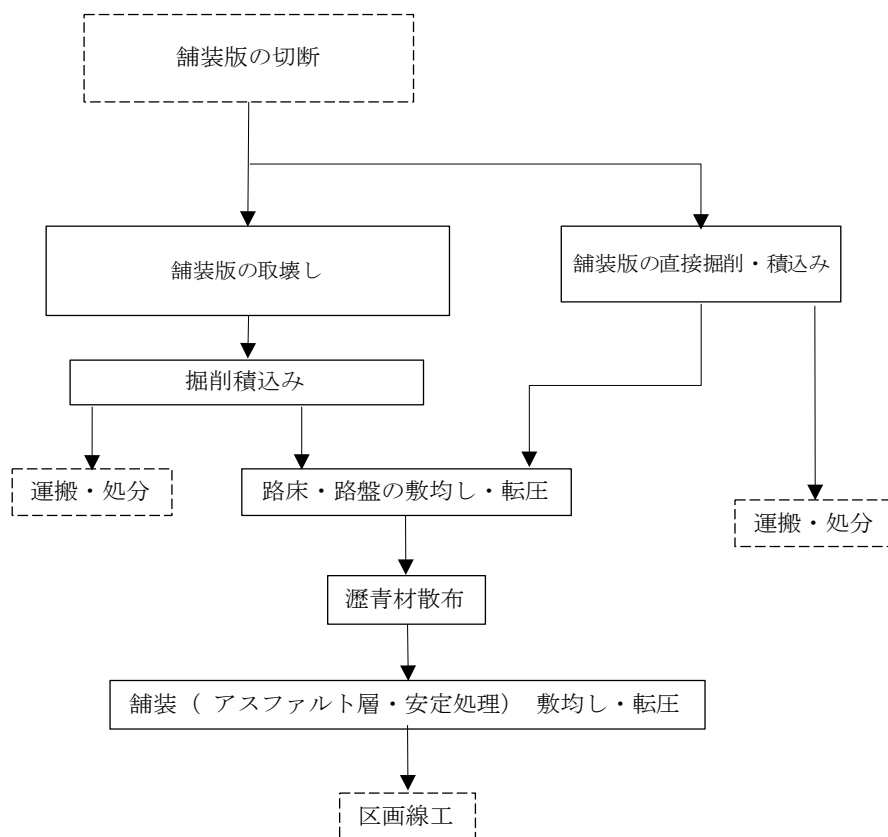 舗装版の切断
舗装版の取壊し
舗装版の直接掘削・積込み
掘削積込み
運搬・処分
路床・路盤の敷均し・転圧
運搬・処分
瀝青材散布
舗装（ アスファルト層・安定処理） 敷均し・転圧
区画線工